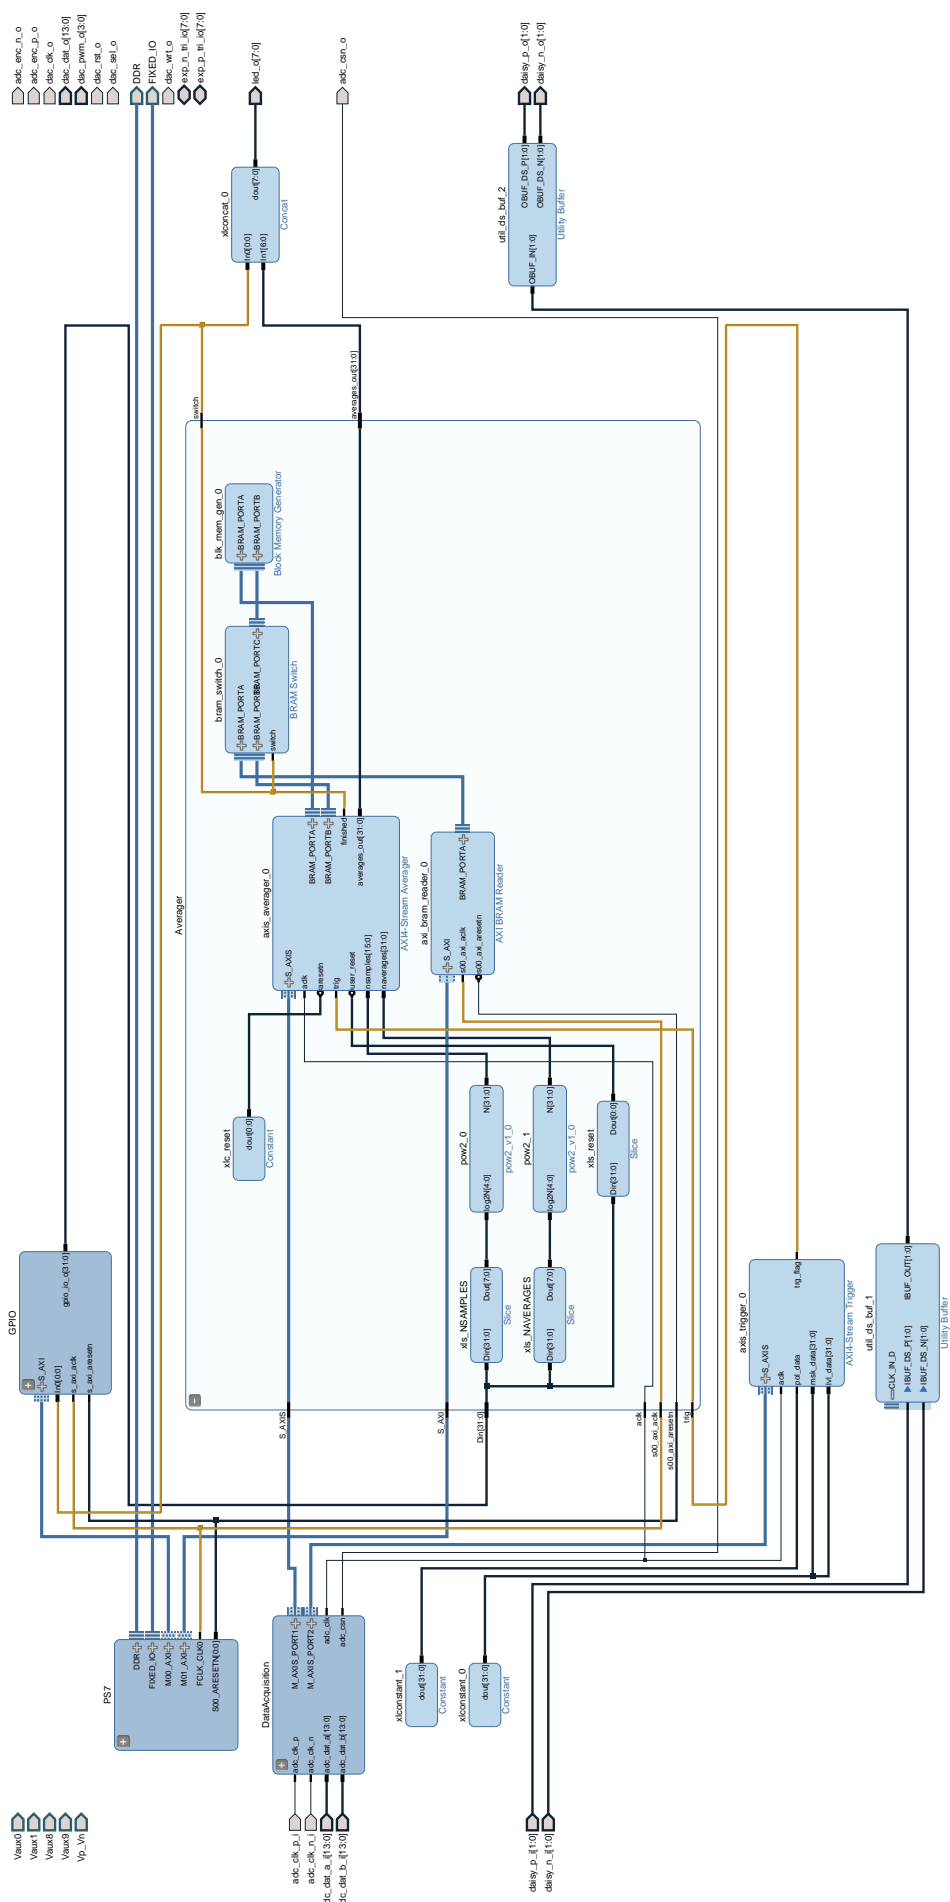 adc_enc_n_o
adc_enc_p_o
dac_clk_o
dac_dat_o[13:0]
dac_pwm_o[3:0]
dac_rst_o
dac_sel_o
DDR
FIXED_IO
dac_wrt_o
exp_n_tri_io[7:0]
exp_p_tri_io[7:0]
led_o[7:0]
adc_csn_o
daisy_p_o[1:0]
daisy_n_o[1:0]
xlconcat_0
In0[0:0]
In1[6:0]
dout[7:0]
Concat
util_ds_buf_2
OBUF_IN[1:0]
OBUF_DS_P[1:0]
OBUF_DS_N[1:0]
Utility Buffer
switch
averages_out[31:0]
Averager
blk_mem_gen_0
BRAM_PORTA
BRAM_PORTB
Block Memory Generator
bram_switch_0
BRAM_PORTA
BRAM_PORTC
switch
BRAM Switch
axis_averager_0
S_AXIS
aclk
aresetn
trig
user_reset
nsamples[15:0]
naverages[31:0]
BRAM_PORTA
BRAM_PORTB
finished
averages_out[31:0]
AXI4-Stream Averager
axi_bram_reader_0
S_AXI
s00_axi_aclk
s00_axi_aresetn
BRAM_PORTA
AXI BRAM Reader
xlc_reset
dout[0:0]
Constant
pow2_0
log2N[4:0]
N[31:0]
pow2_v1_0
pow2_1
log2N[4:0]
N[31:0]
pow2_v1_0
xls_reset
Din[31:0]
Dout[0:0]
Slice
xls_NSAMPLES
Din[31:0]
Dout[7:0]
Slice
xls_NAVERAGES
Din[31:0]
Dout[7:0]
Slice
S_AXIS
S_AXI
Din[31:0]
aclk
s00_axi_aclk
s00_axi_aresetn
trig
GPIO
S_AXI
In0[0:0]
s_axi_aclk
s_axi_aresetn
gpio_io_o[31:0]
axis_trigger_0
S_AXIS
aclk
pol_data
msk_data[31:0]
lvl_data[31:0]
trg_flag
AXI4-Stream Trigger
util_ds_buf_1
CLK_IN_D
IBUF_DS_P[1:0]
IBUF_DS_N[1:0]
IBUF_OUT[1:0]
Utility Buffer
PS7
DDR
FIXED_IO
M00_AXI
M01_AXI
FCLK_CLK0
S00_ARESETN[0:0]
DataAcquisition
adc_clk_p
adc_clk_n
adc_dat_a[13:0]
adc_dat_b[13:0]
M_AXIS_PORT1
M_AXIS_PORT2
adc_clk
adc_csn
xlconstant_1
dout[31:0]
Constant
xlconstant_0
dout[31:0]
Constant
Vaux0
Vaux1
Vaux8
Vaux9
Vp_Vn
adc_clk_p_i
adc_clk_n_i
dc_dat_a_i[13:0]
dc_dat_b_i[13:0]
daisy_p_i[1:0]
daisy_n_i[1:0]